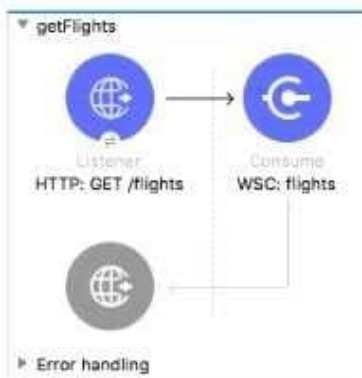 getFlights
Listener
Consume
HTTP: GET /flights
WSC: flights
Error handling